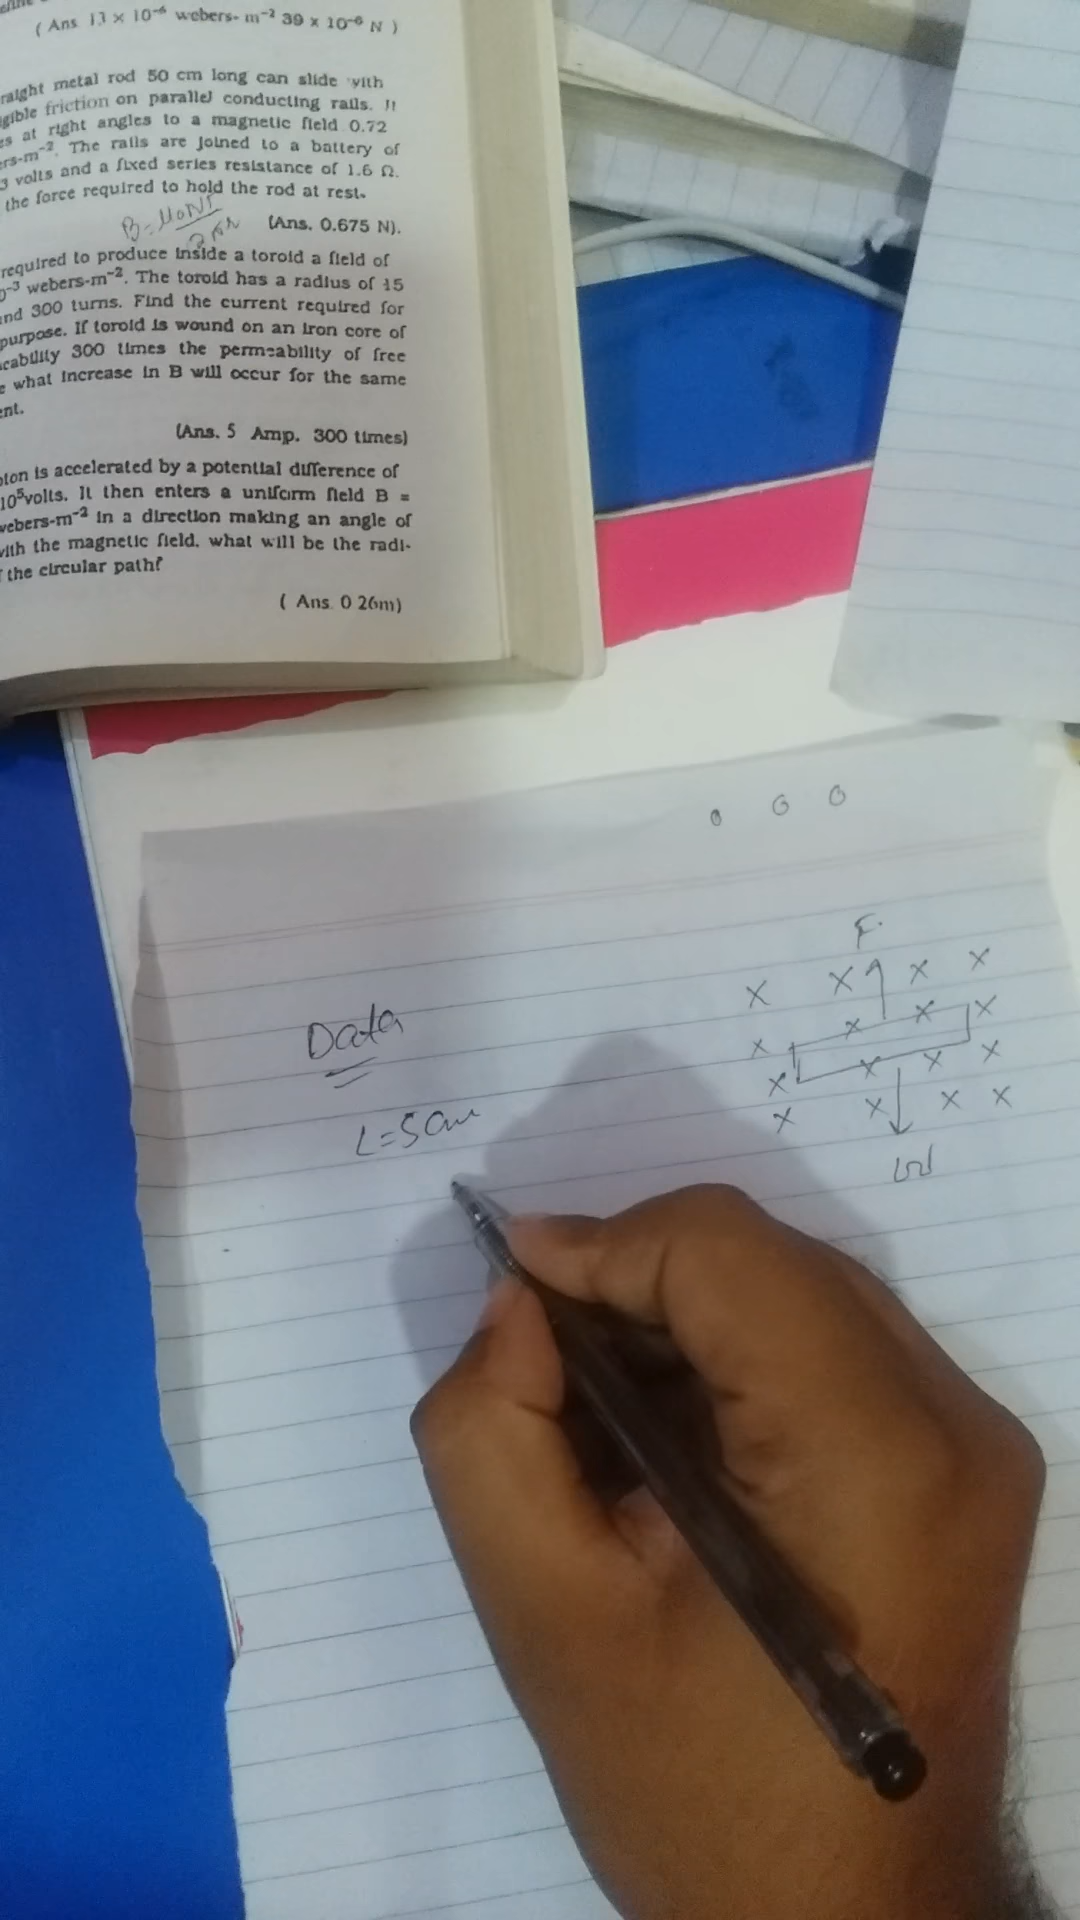 ( Ans 13 × 10⁻⁶ webers- m⁻² 39 × 10⁻⁶ N )
raight metal rod 50 cm long can slide with
gible friction on parallel conducting rails. It
es at right angles to a magnetic field 0.72
ers-m⁻². The rails are joined to a battery of
3 volts and a fixed series resistance of 1.6 Ω.
the force required to hold the rod at rest.
(Ans. 0.675 N).
required to produce inside a toroid a field of
0⁻³ webers-m⁻². The toroid has a radius of 15
nd 300 turns. Find the current required for
purpose. If toroid is wound on an iron core of
eability 300 times the permeability of free
e what increase in B will occur for the same
ent.
(Ans. 5 Amp. 300 times)
oton is accelerated by a potential difference of
10⁵volts. It then enters a uniform field B =
webers-m⁻² in a direction making an angle of
with the magnetic field. what will be the radi-
f the circular path?
( Ans. 0 26m)
F
x x x x
x x x x
x x x x
x x x x
W
Data
L=5cm